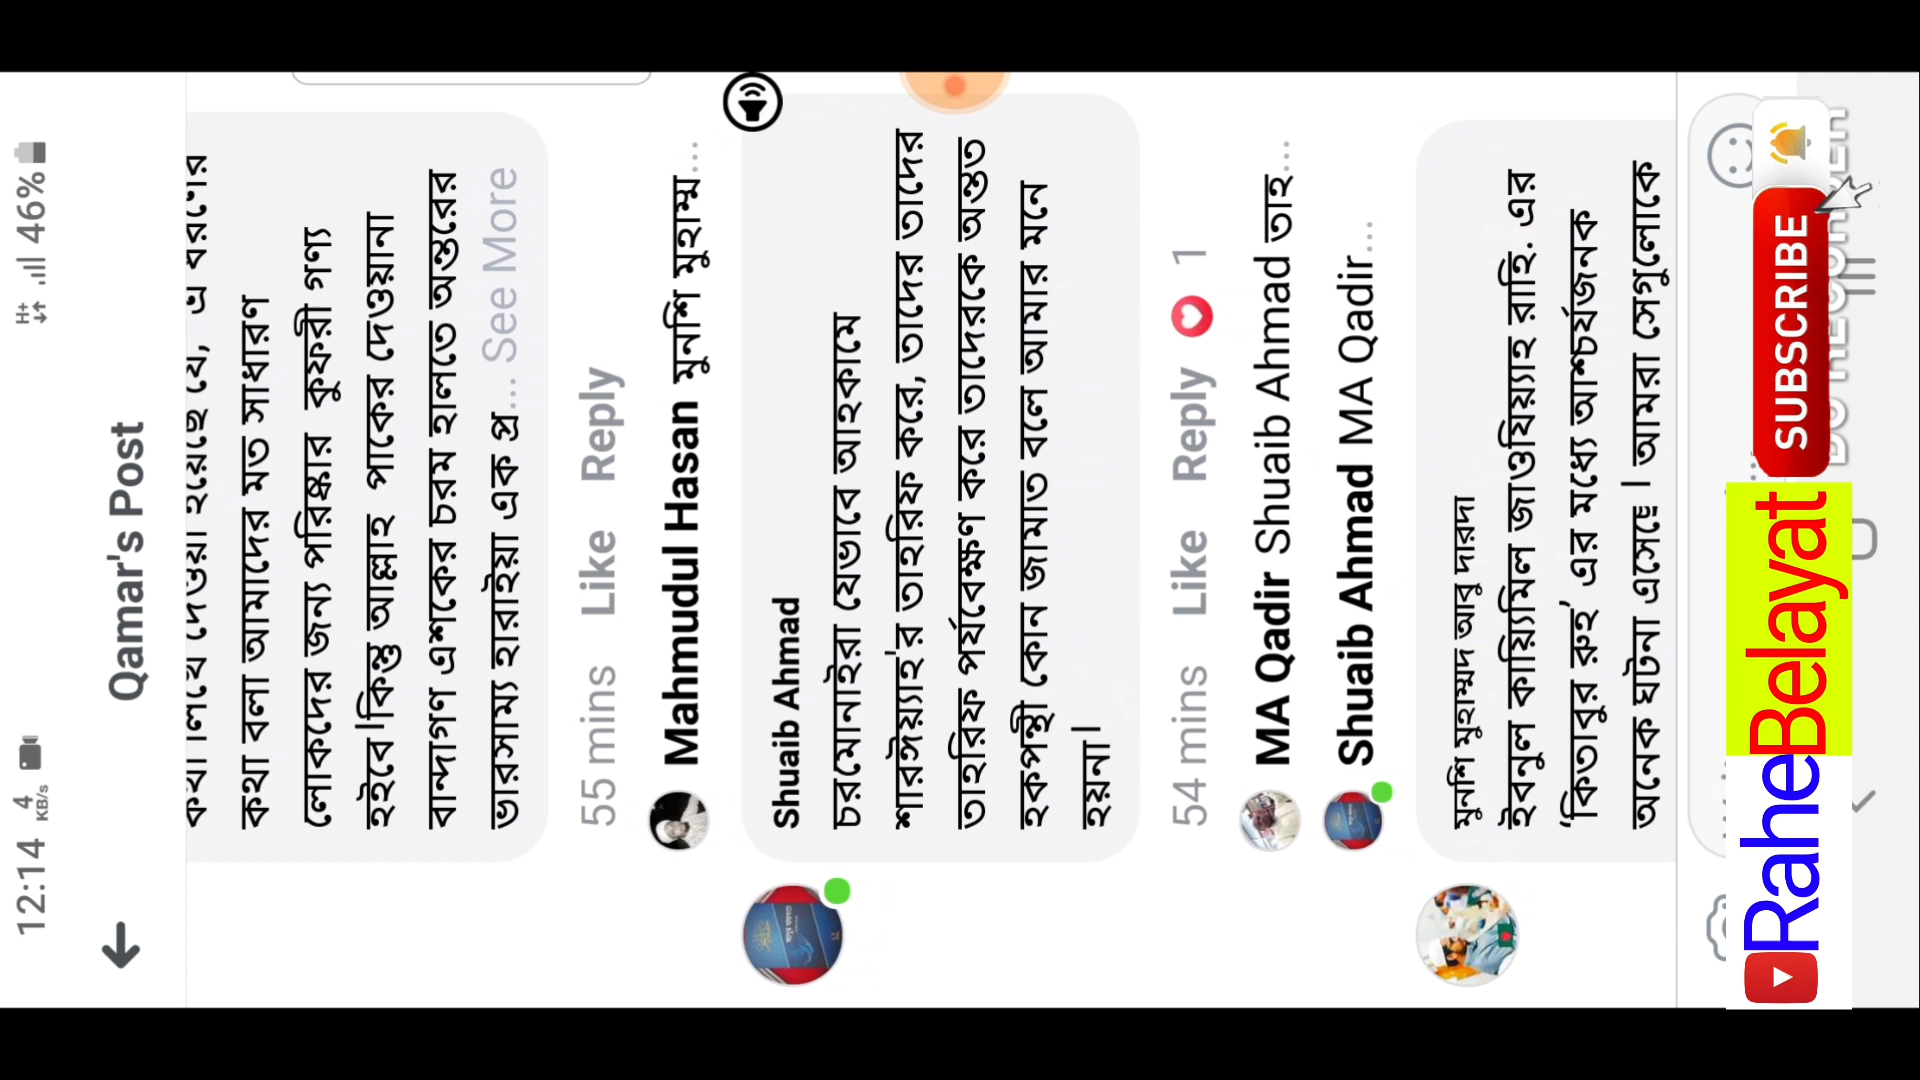 12:14 4 KB/s H+ 46%
Qamar's Post
কথা বলা আমাদের মত সাধারণ
লোকদের জন্য পরিষ্কার কুফরী গণ্য
হইবে'কিন্তু আল্লাহ পাকের দেওয়ানা
বান্দাগণ এশকের চরম হালতে অন্তরের
ভারসাম্য হারাইয়া এক প্র... See More
55 mins Like Reply
Mahmudul Hasan মুনশি মুহাম্ম...
Shuaib Ahmad
চরমোনাইরা যেভাবে আহকামে
শারঈয়্যাহ'র তাহরিফ করে, তাদের তাদের
তাহরিফ পর্যবেক্ষণ করে তাদেরকে অন্তত
হকপন্থী কোন জামাত বলে আমার মনে
হয়না।
54 mins Like Reply 1
MA Qadir Shuaib Ahmad তাহ...
Shuaib Ahmad MA Qadir...
মুনশি মুহাম্মদ আবু দারদা
ইবনুল কায়্যিমিল জাওযিয়্যাহ রাহি. এর
'কিতাবুর রুহ' এর মধ্যে আশ্চর্যজনক
অনেক ঘটনা এসেছে। আমরা সেগুলোকে
RaheBelayat
SUBSCRIBE